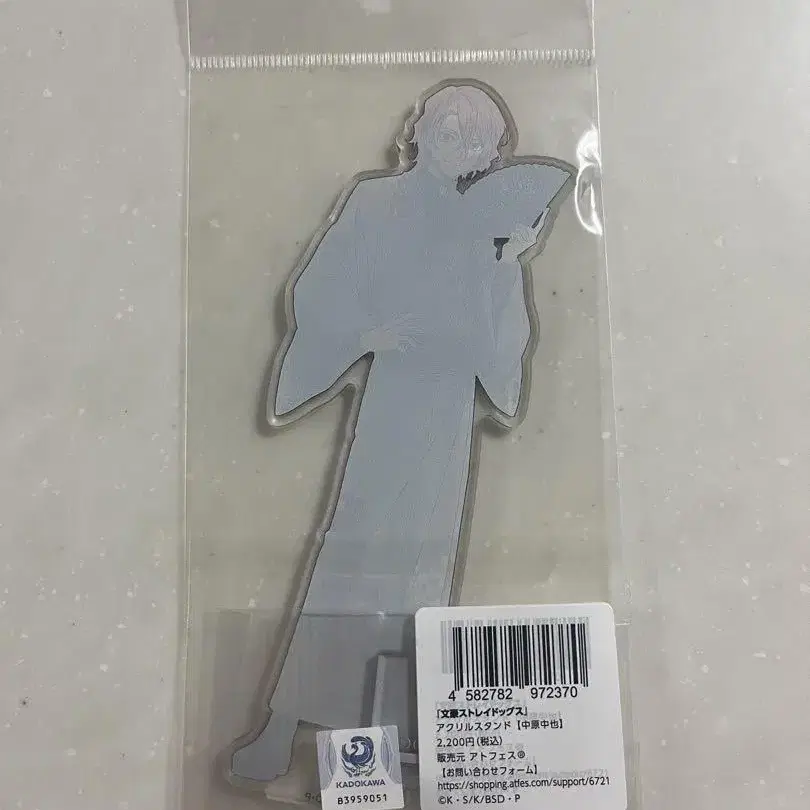 4 582782 972370
「文豪ストレイドッグス」
アクリルスタンド【中原中也】
2,200円(税込)
販売元 アトフェス®
【お問い合わせフォーム】
https://shopping.atfes.com/support/6721
©K・S/K/BSD・P
KADOKAWA
B3959051